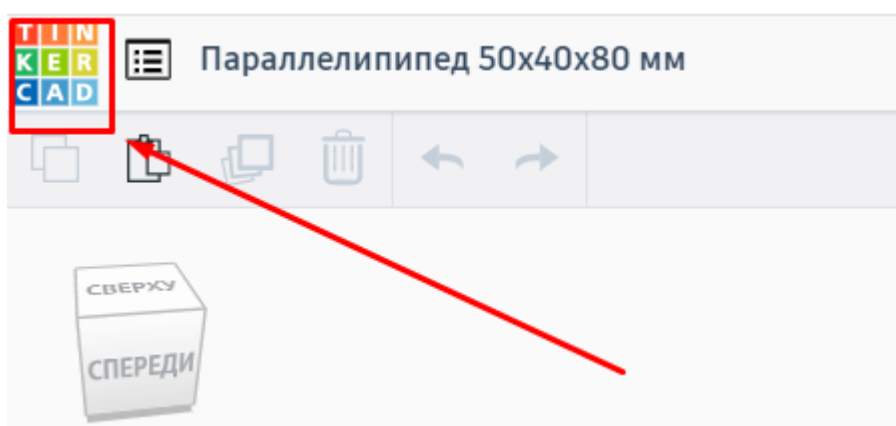 TIN
KER
CAD
Параллелипипед 50x40x80 мм
СВЕРХУ
СПЕРЕДИ